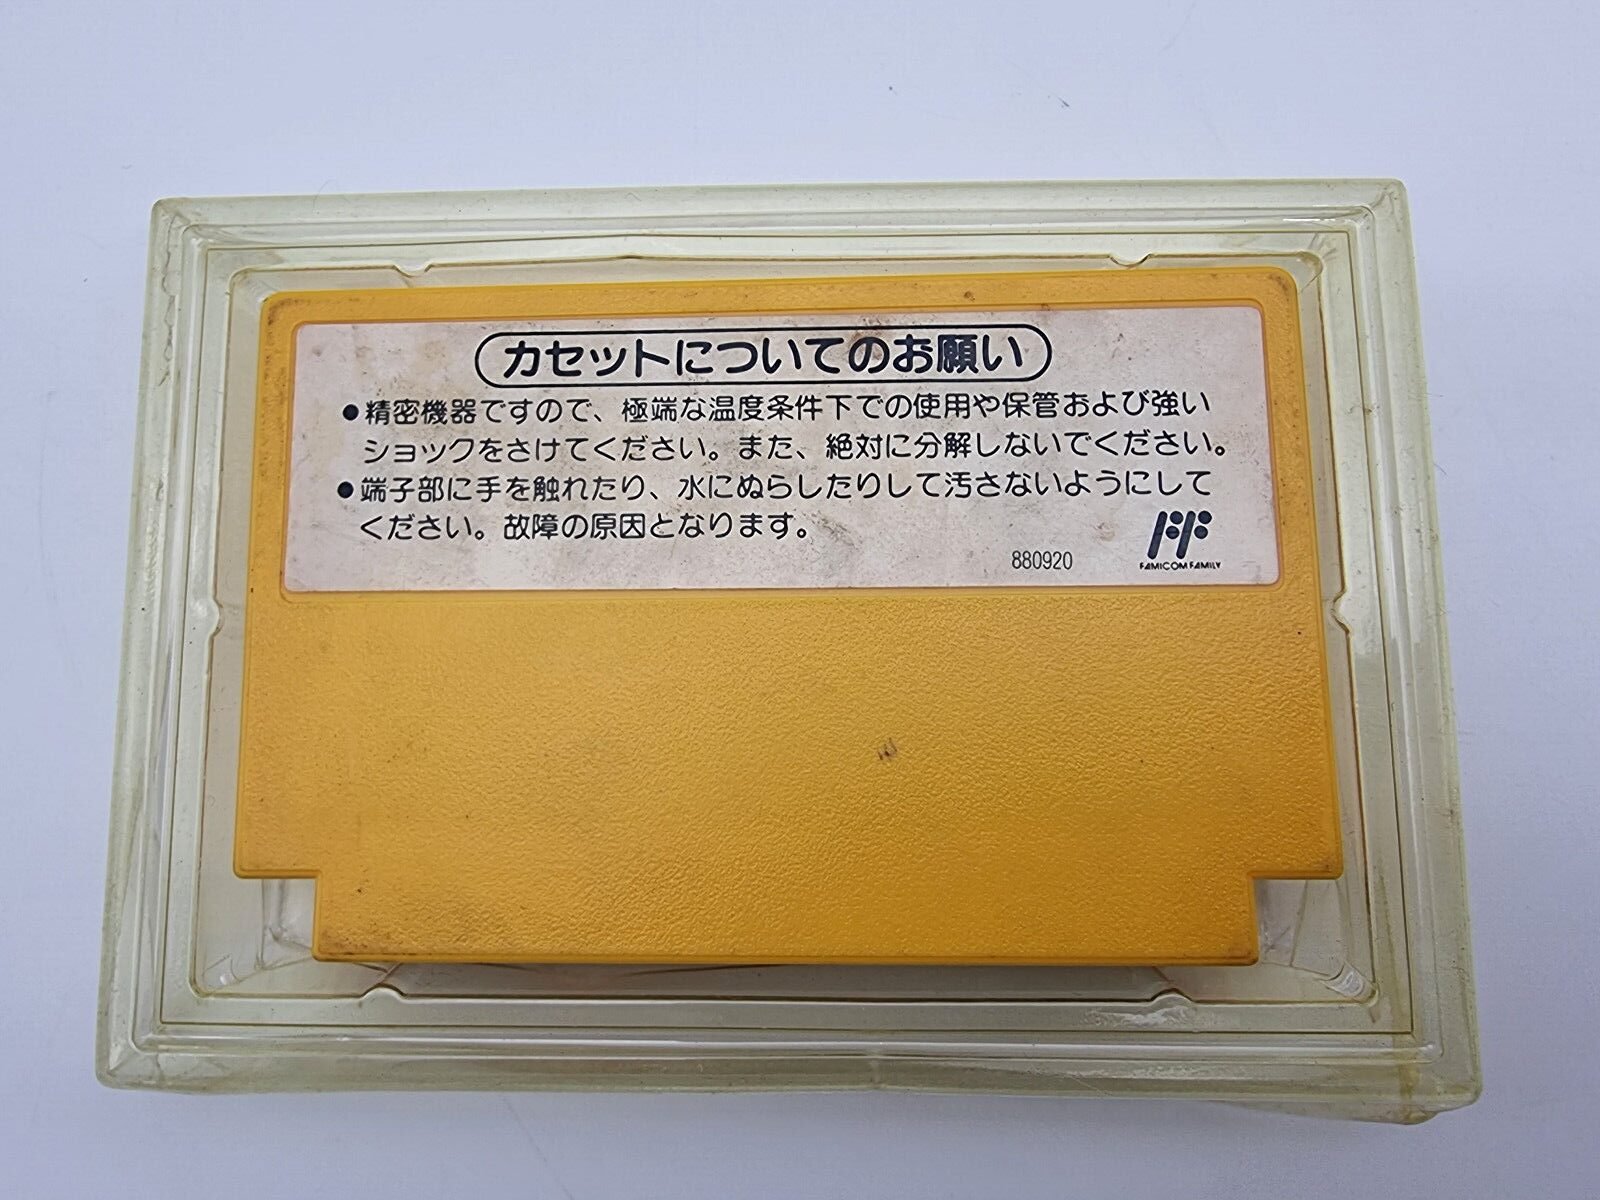 カセットについてのお願い
●精密機器ですので、極端な温度条件下での使用や保管および強い
ショックをさけてください。また、絶対に分解しないでください。
●端子部に手を触れたり、水にぬらしたりして汚さないようにして
ください。故障の原因となります。
880920
FAMICOM FAMILY